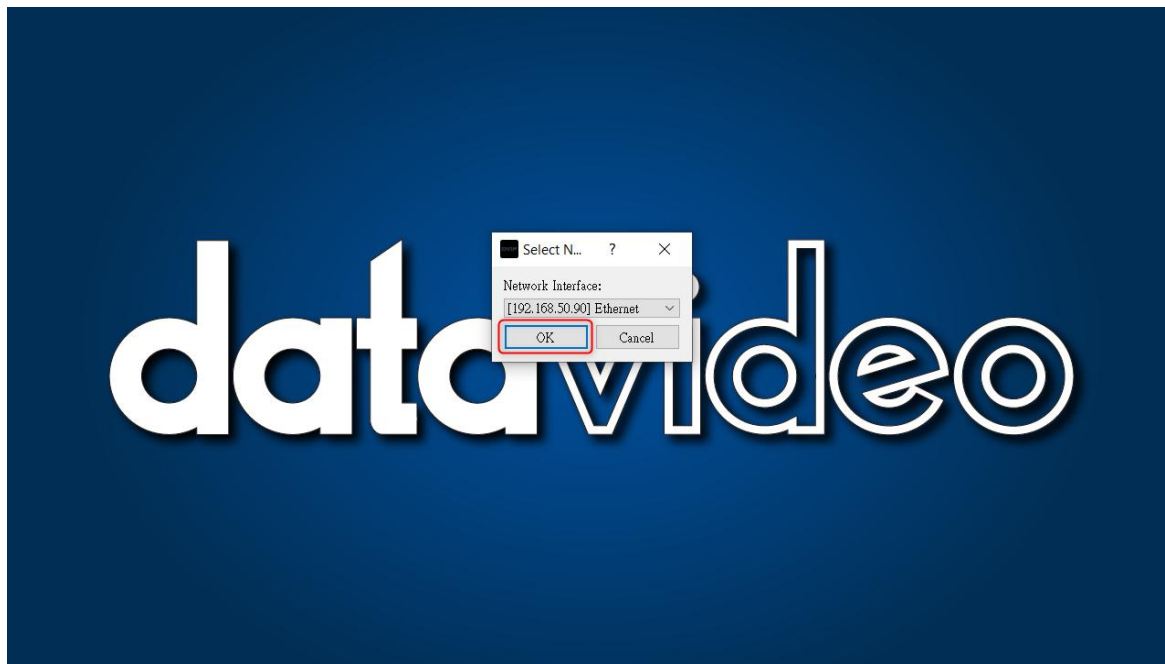 Select N... ?
Network Interface:
[192.168.50.90] Ethernet
OK Cancel
datavideo